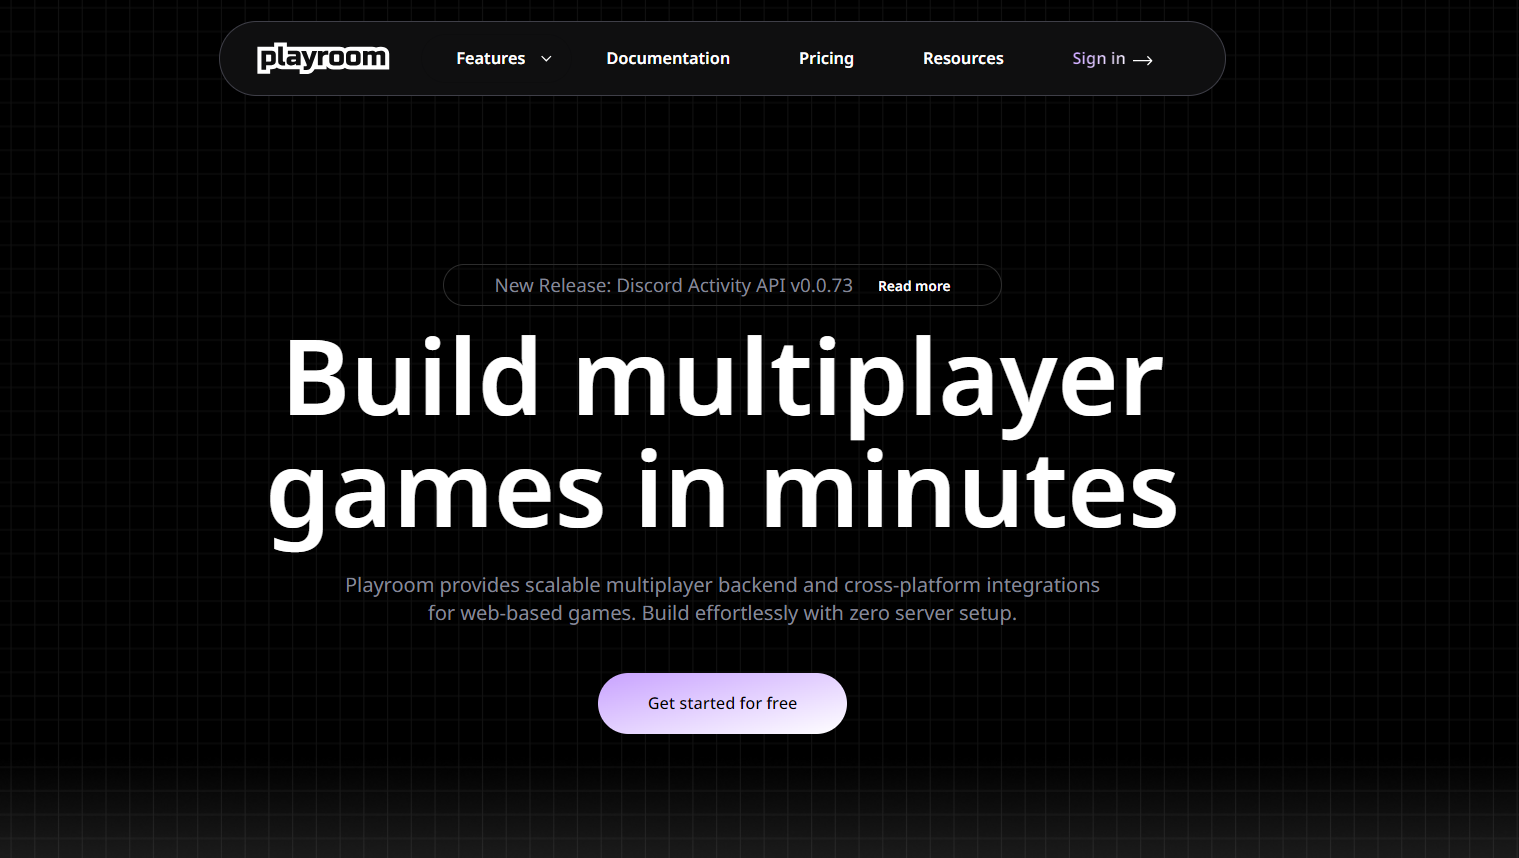 playroom Features Documentation Pricing Resources Sign in
New Release: Discord Activity API v0.0.73 Read more
Build multiplayer
games in minutes
Playroom provides scalable multiplayer backend and cross-platform integrations
for web-based games. Build effortlessly with zero server setup.
Get started for free